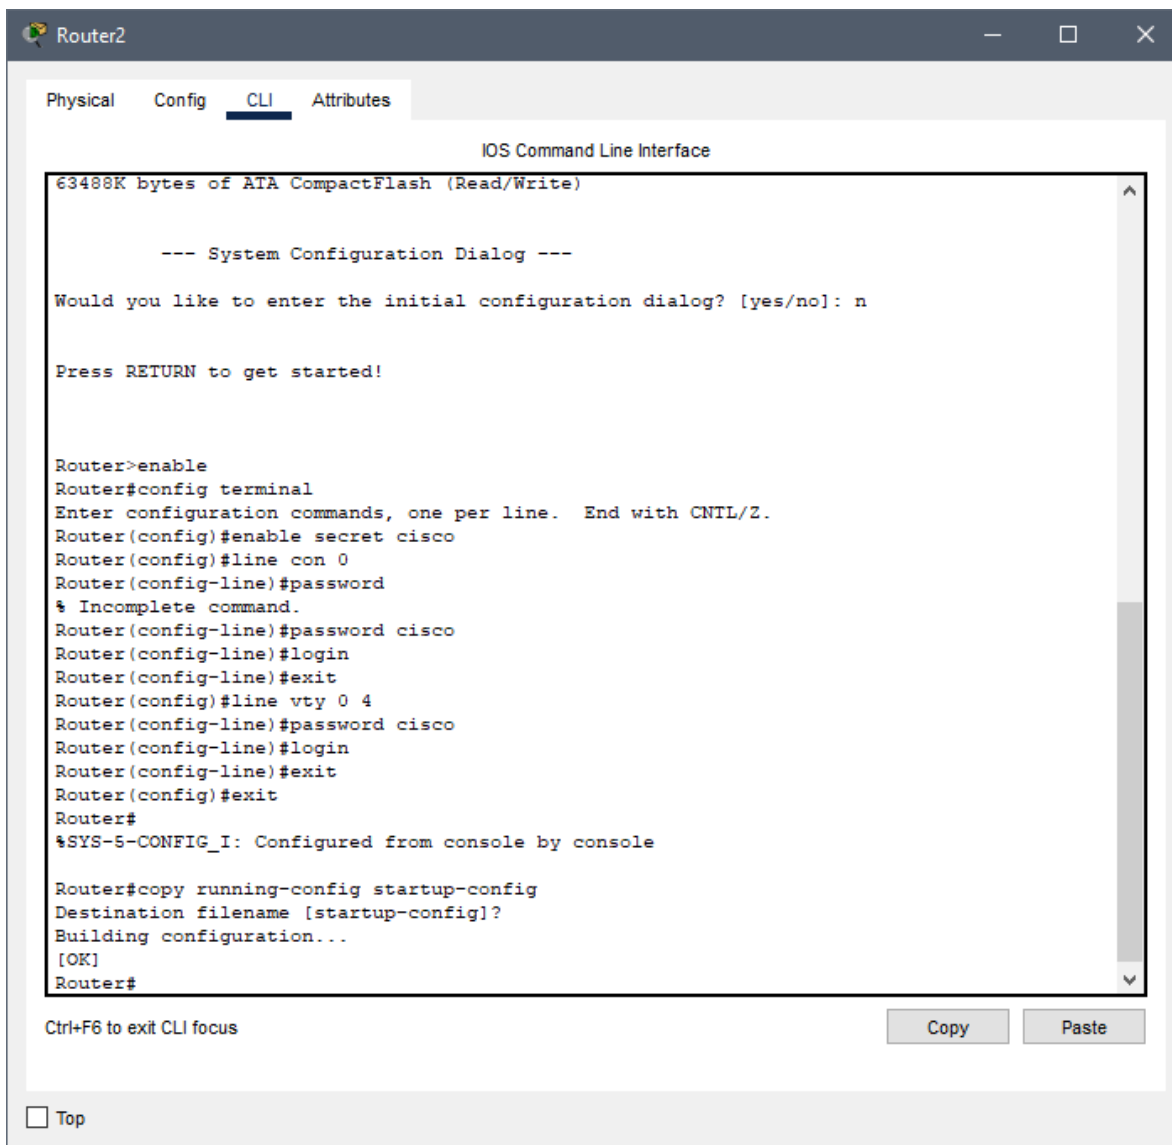 Router2
Physical Config CLI Attributes
IOS Command Line Interface
63488K bytes of ATA CompactFlash (Read/Write)
--- System Configuration Dialog ---
Would you like to enter the initial configuration dialog? [yes/no]: n
Press RETURN to get started!
Router>enable
Router#config terminal
Enter configuration commands, one per line.  End with CNTL/Z.
Router(config)#enable secret cisco
Router(config)#line con 0
Router(config-line)#password
% Incomplete command.
Router(config-line)#password cisco
Router(config-line)#login
Router(config-line)#exit
Router(config)#line vty 0 4
Router(config-line)#password cisco
Router(config-line)#login
Router(config-line)#exit
Router(config)#exit
Router#
%SYS-5-CONFIG_I: Configured from console by console
Router#copy running-config startup-config
Destination filename [startup-config]?
Building configuration...
[OK]
Router#
Ctrl+F6 to exit CLI focus
Copy Paste
Top